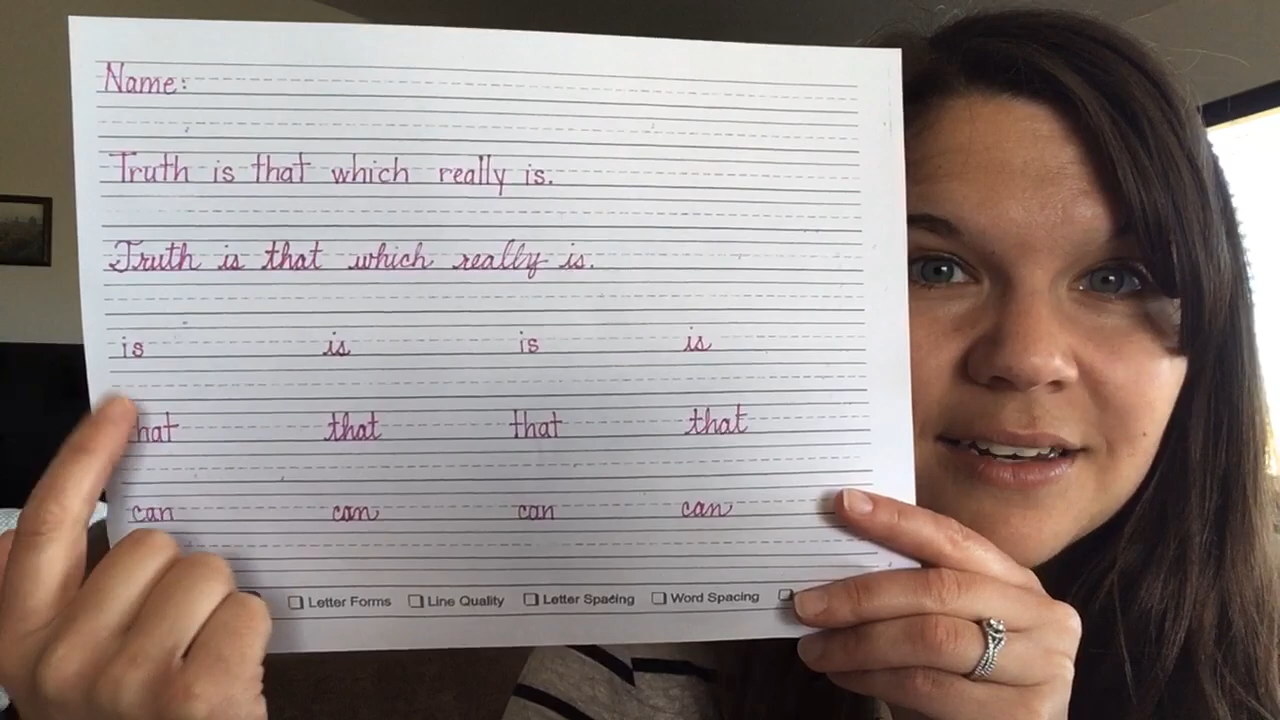 Name:
Truth is that which really is.
Truth is that which really is.
is is is is
that that that that
can can can can
Letter Forms Line Quality Letter Spacing Word Spacing